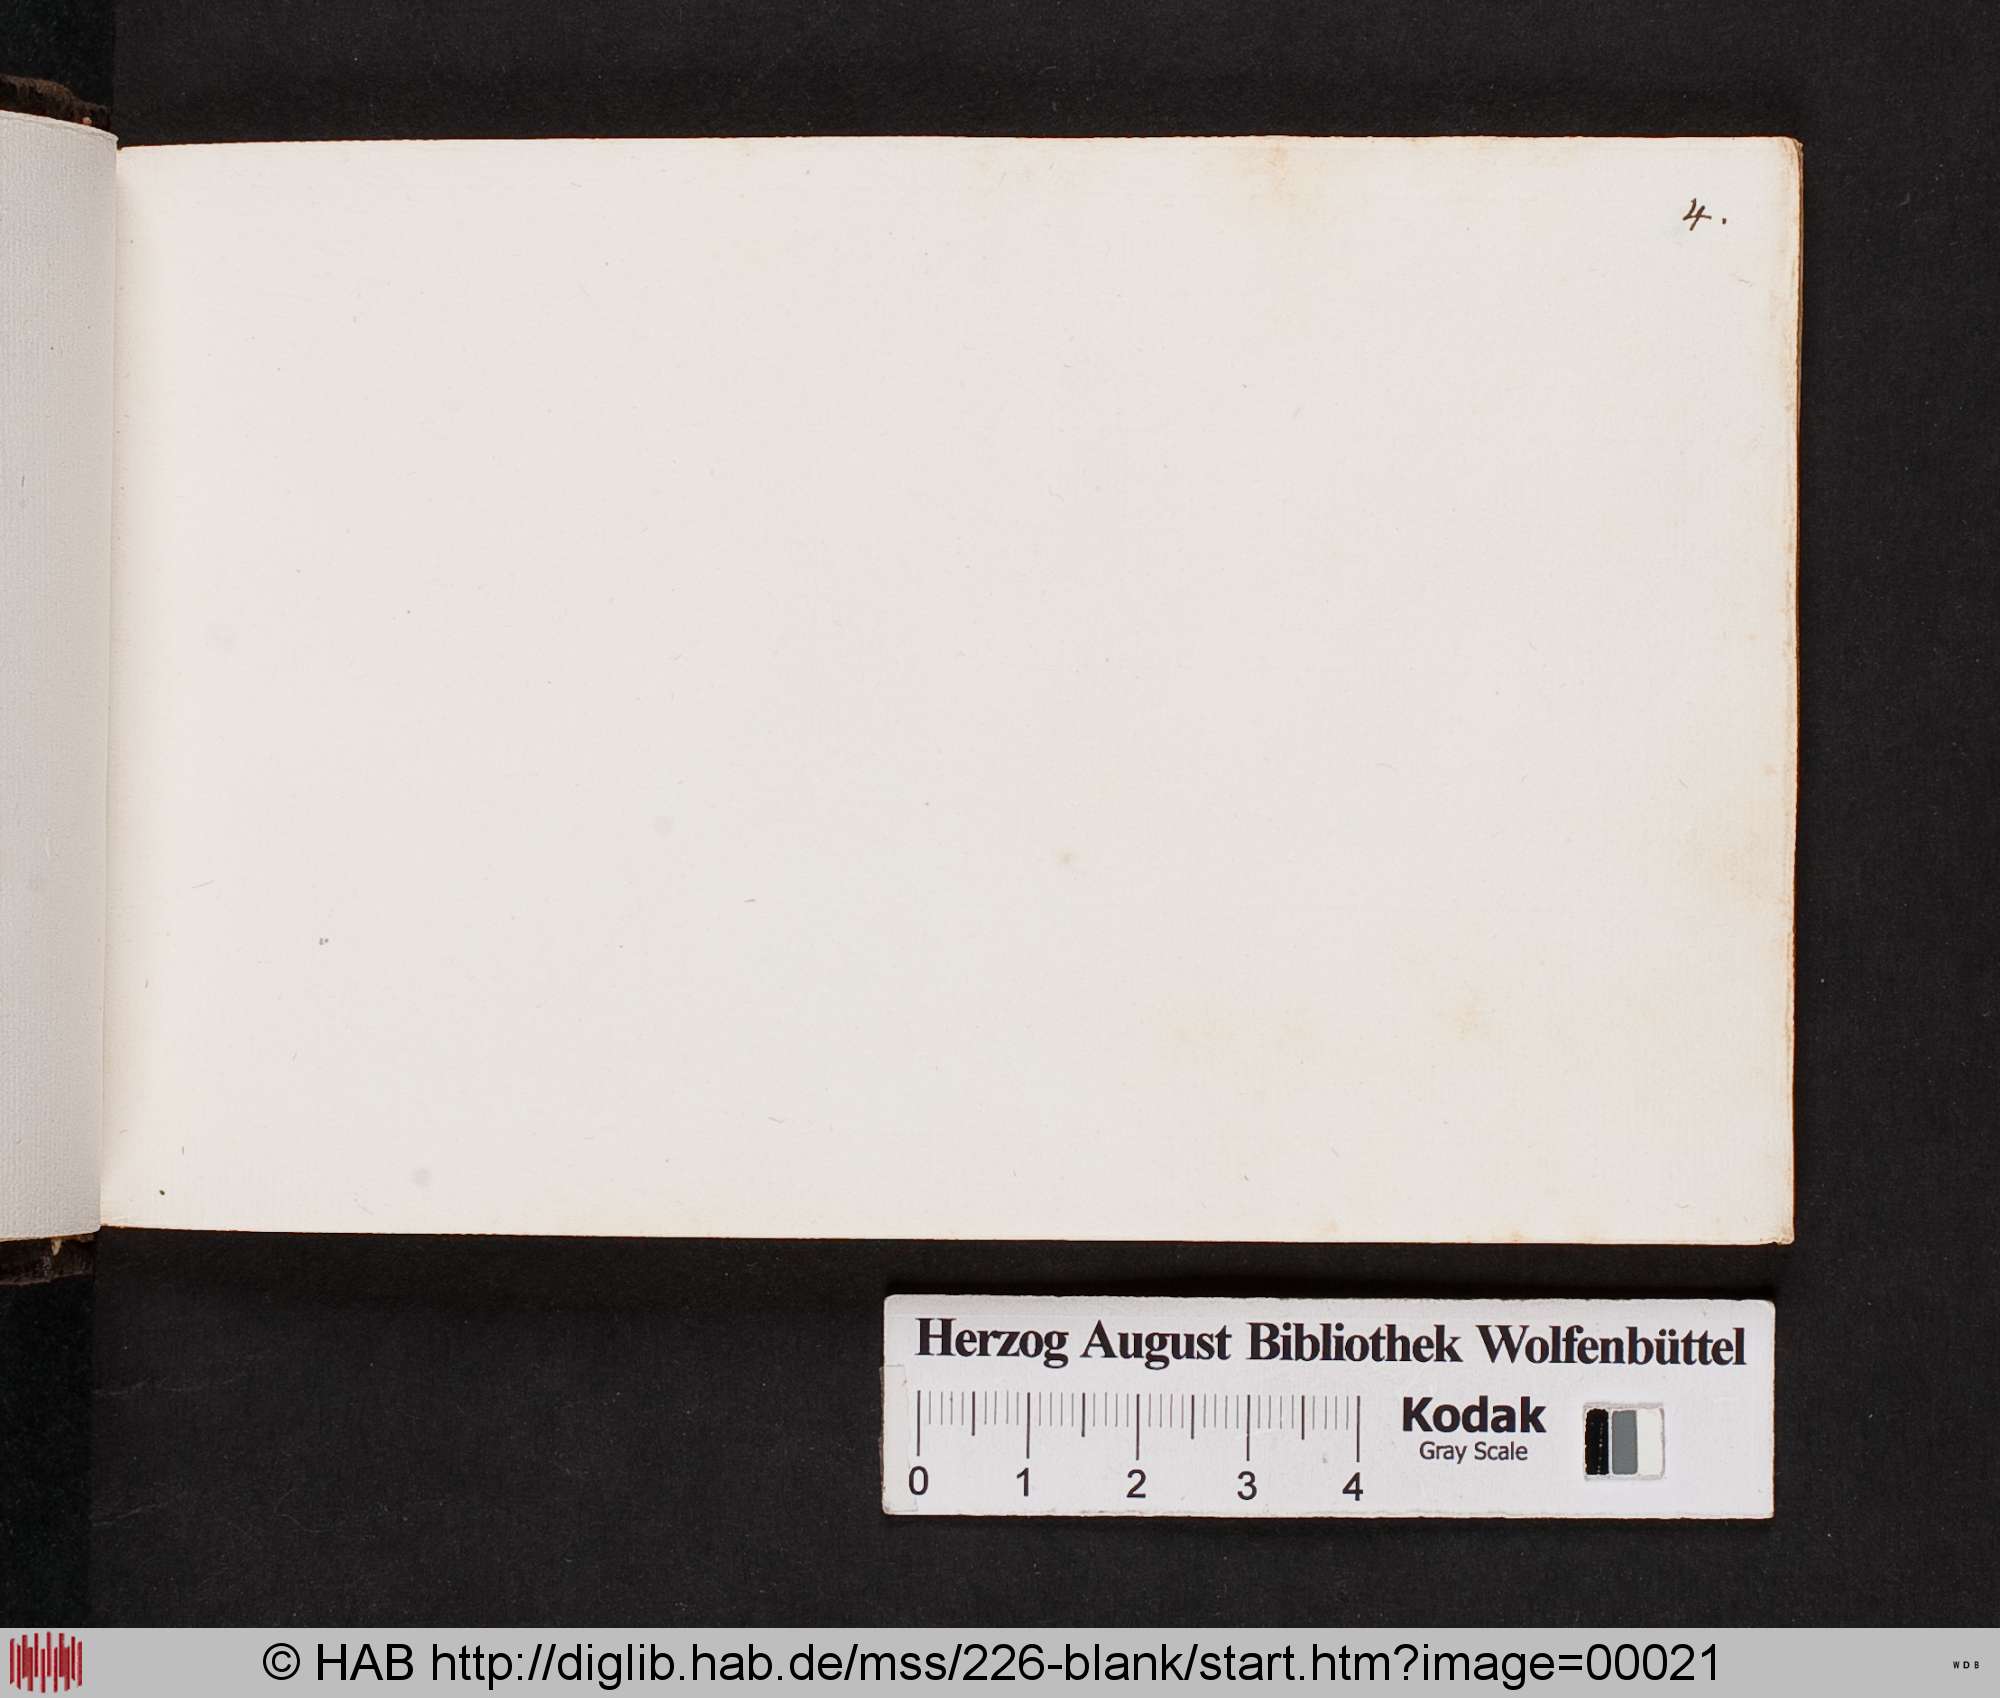 4.
Herzog August Bibliothek Wolfenbüttel
Kodak
Gray Scale
0 1 2 3 4
© HAB http://diglib.hab.de/mss/226-blank/start.htm?image=00021
WDB